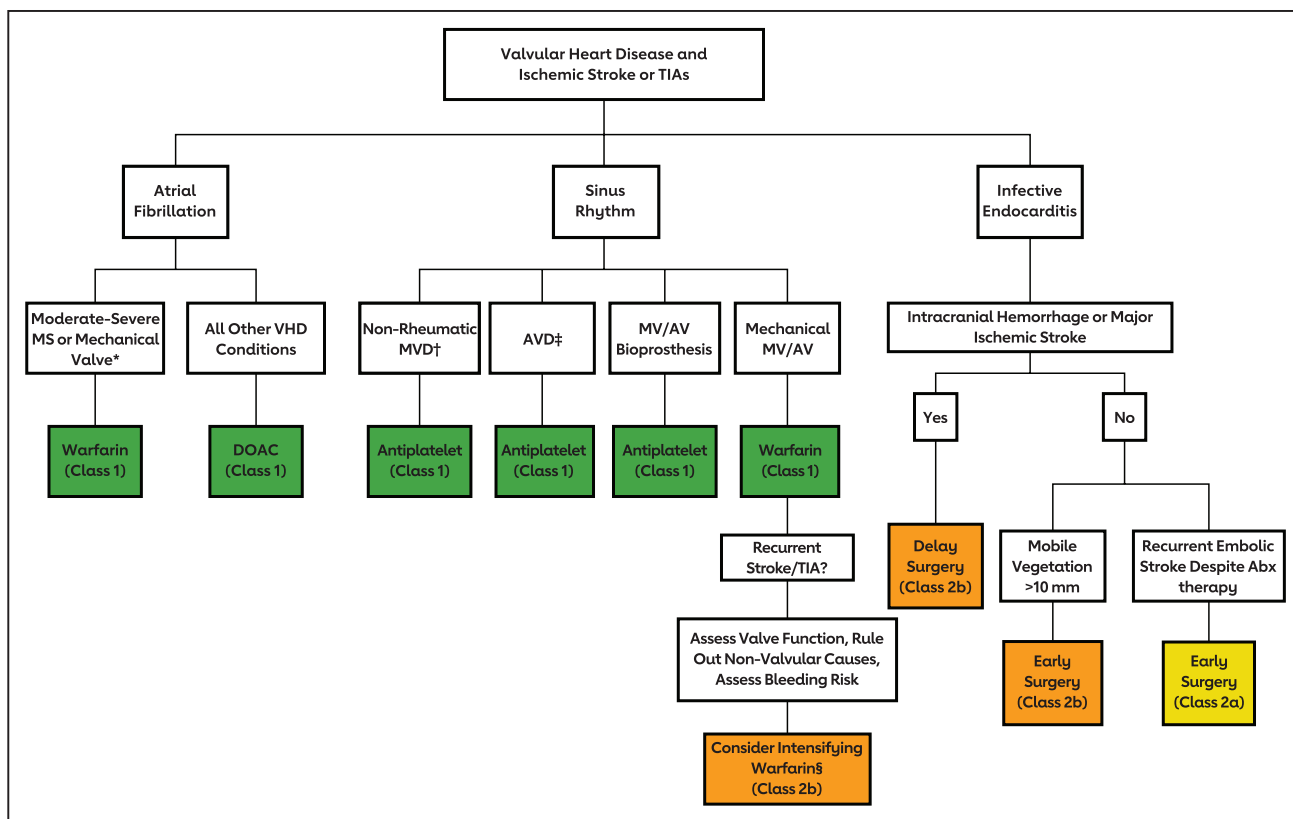 Valvular Heart Disease and
Ischemic Stroke or TIAs
Atrial
Fibrillation
Sinus
Rhythm
Infective
Endocarditis
Moderate-Severe
MS or Mechanical
Valve*
All Other VHD
Conditions
Non-Rheumatic
MVD†
AVD‡
MV/AV
Bioprosthesis
Mechanical
MV/AV
Intracranial Hemorrhage or Major
Ischemic Stroke
Yes
No
Warfarin
(Class 1)
DOAC
(Class 1)
Antiplatelet
(Class 1)
Antiplatelet
(Class 1)
Antiplatelet
(Class 1)
Warfarin
(Class 1)
Recurrent
Stroke/TIA?
Delay
Surgery
(Class 2b)
Mobile
Vegetation
>10 mm
Recurrent Embolic
Stroke Despite Abx
therapy
Assess Valve Function, Rule
Out Non-Valvular Causes,
Assess Bleeding Risk
Early
Surgery
(Class 2b)
Early
Surgery
(Class 2a)
Consider Intensifying
Warfarin§
(Class 2b)